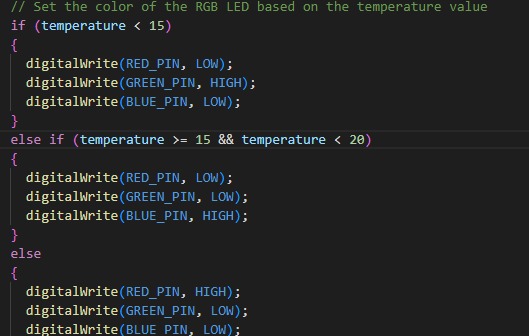 // Set the color of the RGB LED based on the temperature value
if (temperature < 15)
{
digitalWrite(RED_PIN, LOW);
digitalWrite(GREEN_PIN, HIGH);
digitalWrite(BLUE_PIN, LOW);
}
else if (temperature >= 15 && temperature < 20)
{
digitalWrite(RED_PIN, LOW);
digitalWrite(GREEN_PIN, LOW);
digitalWrite(BLUE_PIN, HIGH);
}
else
{
digitalWrite(RED_PIN, HIGH);
digitalWrite(GREEN_PIN, LOW);
digitalWrite(BLUE_PIN, LOW);